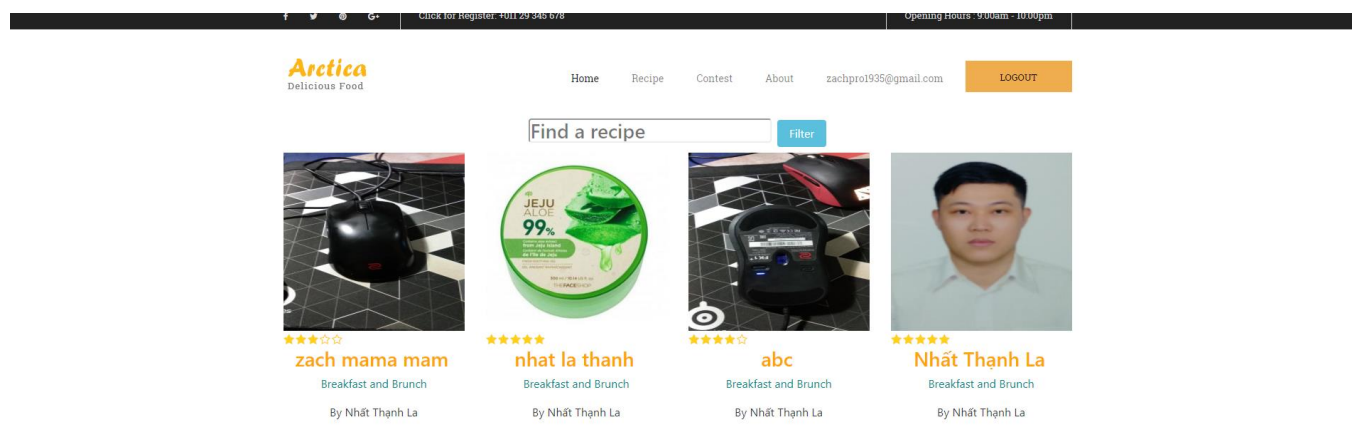 f G+ Click for Register: +011 29 345 678 Opening Hours : 9:00am - 10:00pm
Arctica
Delicious Food
Home Recipe Contest About zachpro1935@gmail.com LOGOUT
Find a recipe Filter
JEJU
ALOE
99%
THEFACESHOP
zach mama mam nhat la thanh abc Nhất Thạnh La
Breakfast and Brunch Breakfast and Brunch Breakfast and Brunch Breakfast and Brunch
By Nhất Thạnh La By Nhất Thạnh La By Nhất Thạnh La By Nhất Thạnh La